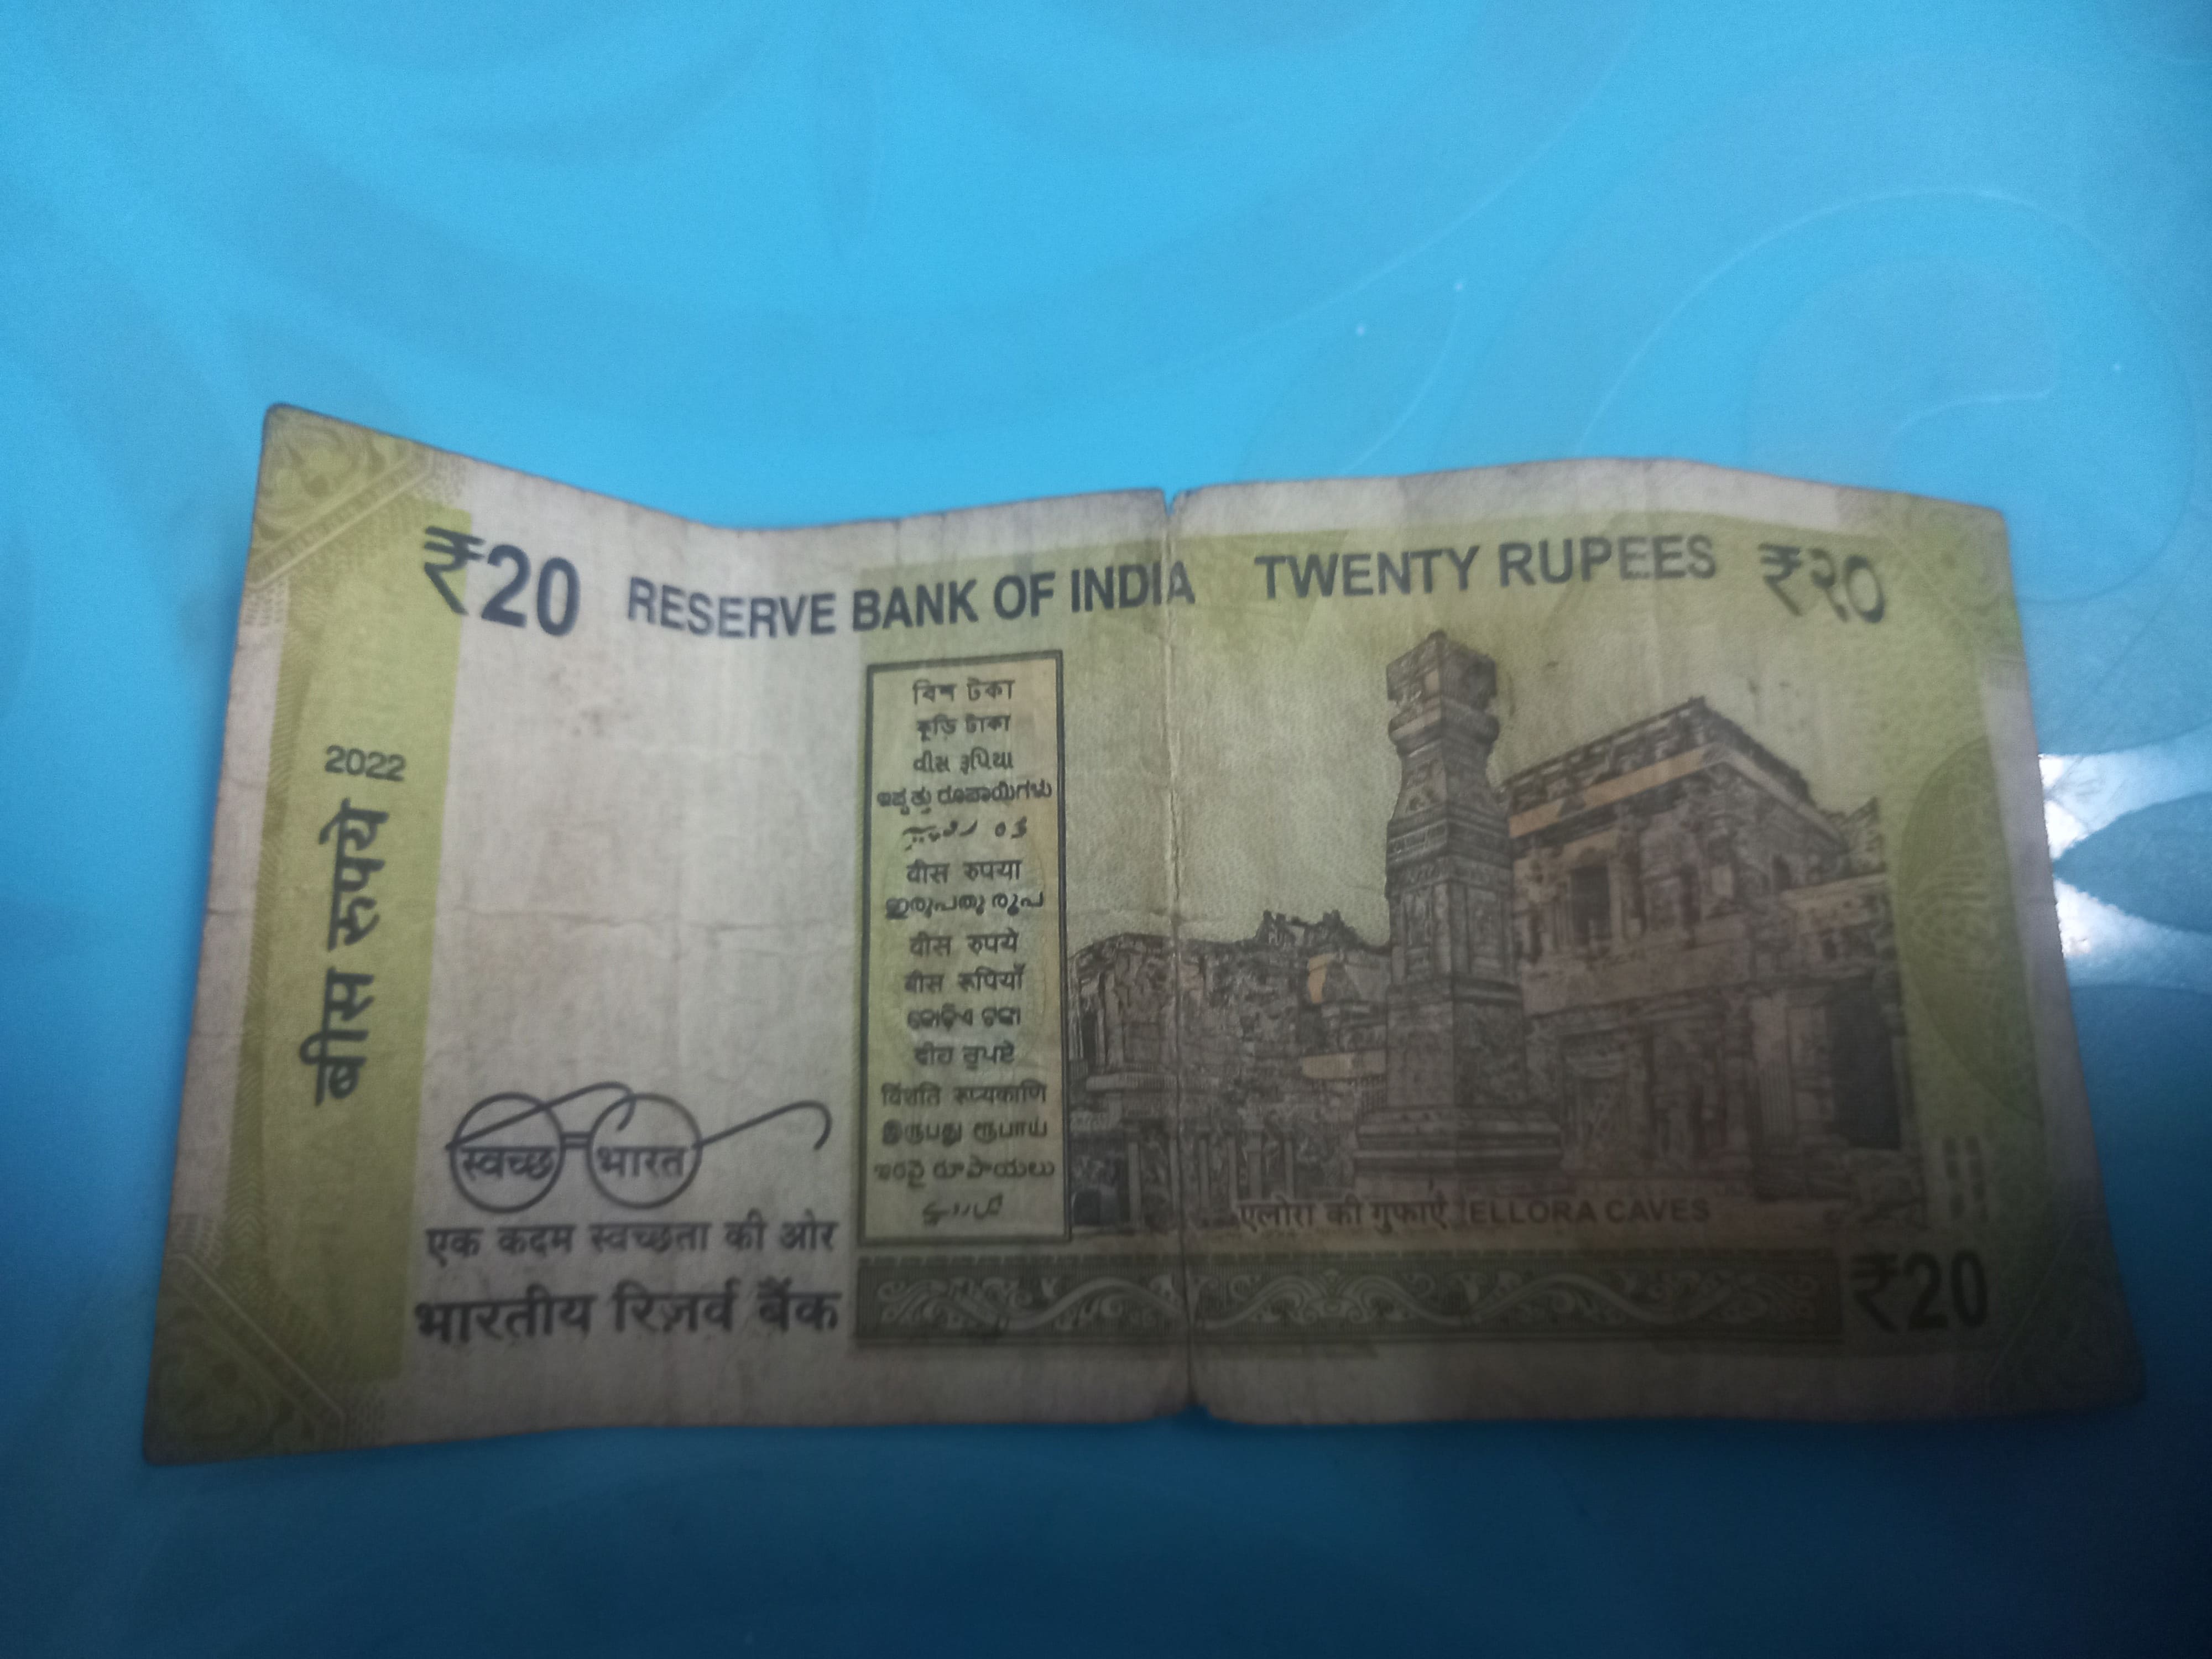 ₹20 RESERVE BANK OF INDIA TWENTY RUPEES ₹२०
2022
बीस रुपये
বিশ টকা
কুড়ি টাকা
વીસ રૂપિયા
ಇಪ್ಪತ್ತು ರೂಪಾಯಿಗಳು
वीस रुपया
ഇരുപതു രൂപ
वीस रुपये
बीस रूपियाँ
କୋଡ଼ିଏ ଟଙ୍କା
ਵੀਹ ਰੁਪਏ
विंशति रूप्यकाणि
இருபது ரூபாய்
ఇరవై రూపాయలు
स्वच्छ भारत
एक कदम स्वच्छता की ओर
भारतीय रिज़र्व बैंक
एलोरा की गुफाएं ELLORA CAVES
₹20